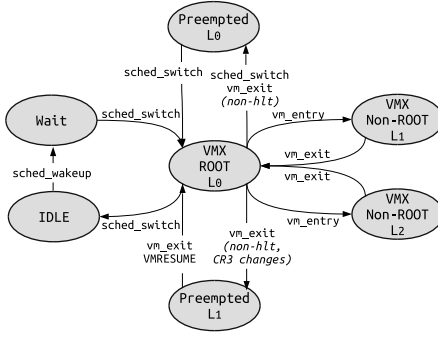 Preempted
L0
sched_switch
sched_switch
vm_exit
(non-hlt)
Wait
sched_switch
vm_entry
VMX
Non-ROOT
L1
vm_exit
VMX
ROOT
L0
vm_exit
sched_wakeup
IDLE
sched_switch
vm_entry
VMX
Non-ROOT
L2
vm_exit
VMRESUME
vm_exit
(non-hlt,
CR3 changes)
Preempted
L1